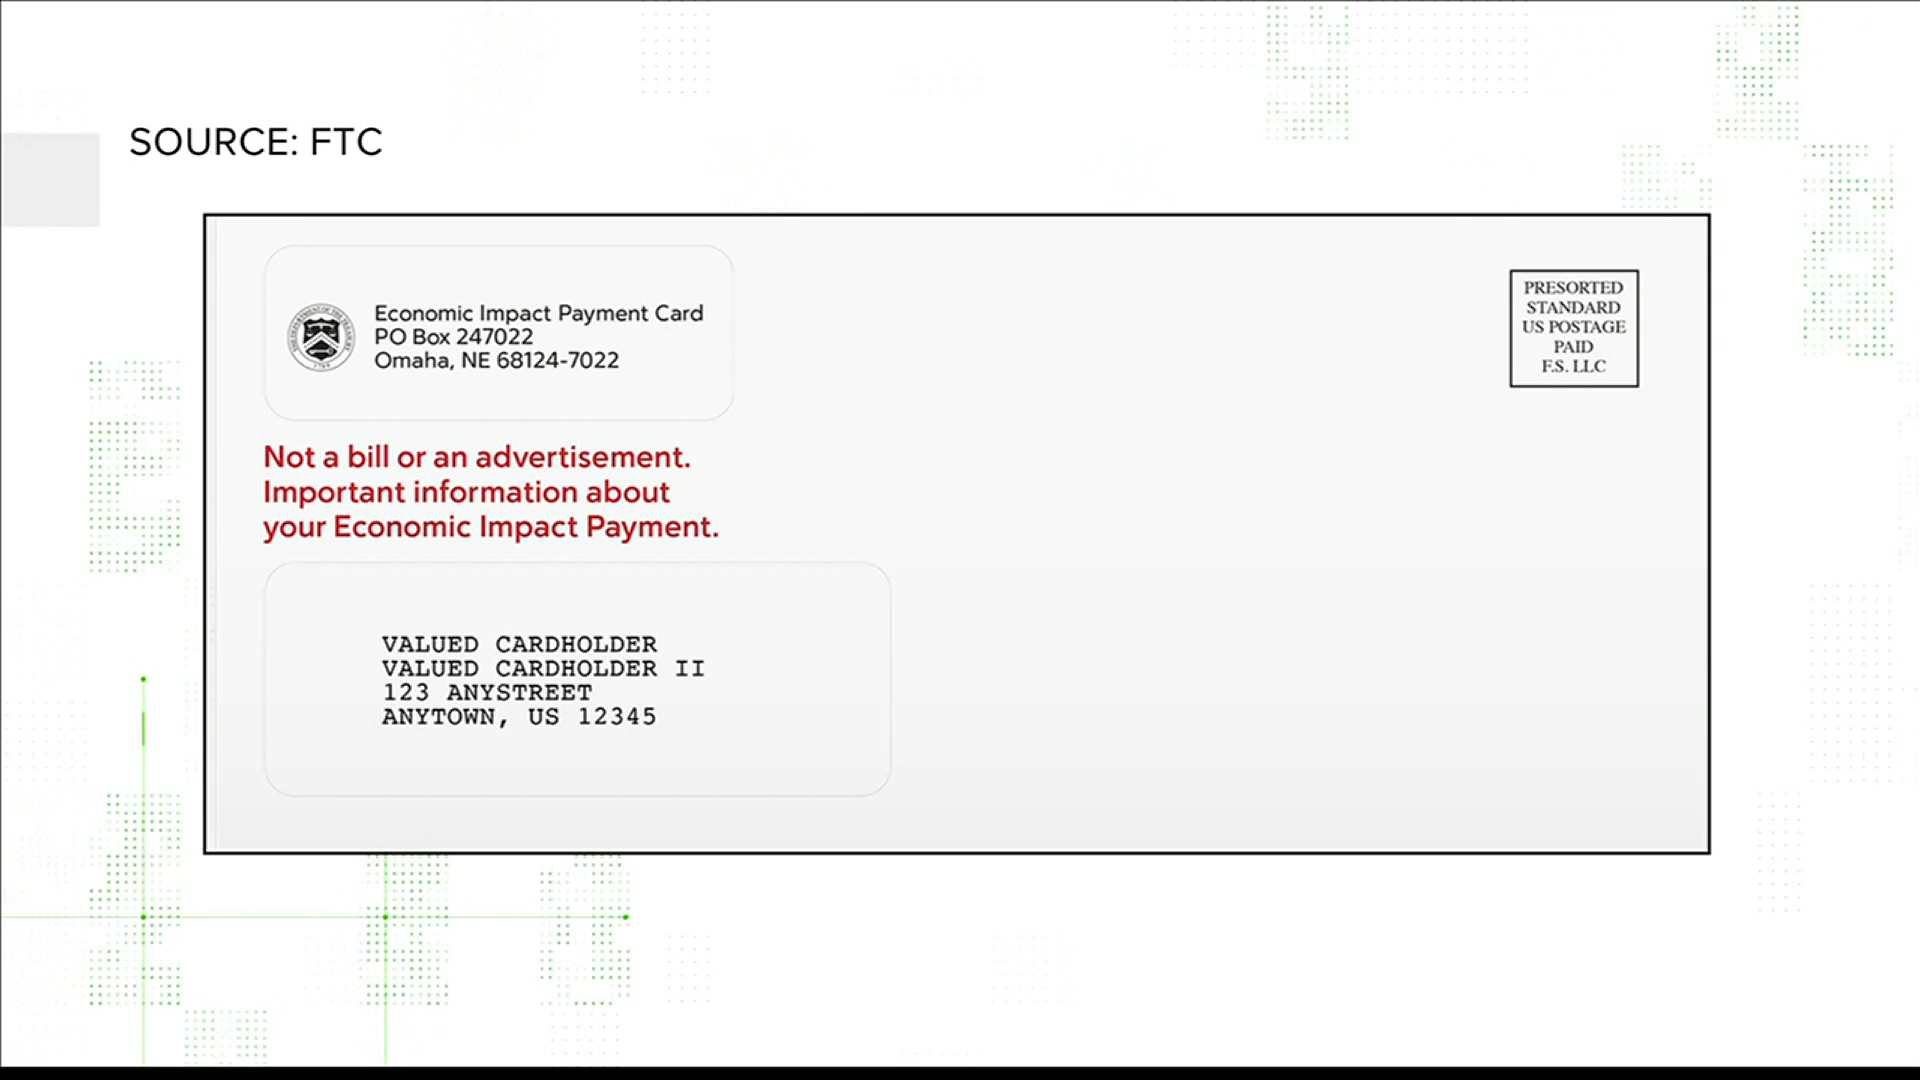 SOURCE: FTC
Economic Impact Payment Card
PO Box 247022
Omaha, NE 68124-7022
PRESORTED
STANDARD
US POSTAGE
PAID
F.S. LLC
Not a bill or an advertisement.
Important information about
your Economic Impact Payment.
VALUED CARDHOLDER
VALUED CARDHOLDER II
123 ANYSTREET
ANYTOWN, US 12345